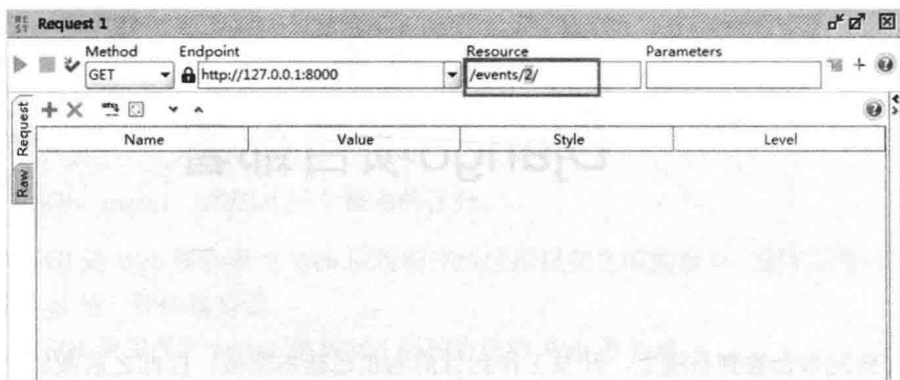 REST Request 1
Method Endpoint Resource Parameters
GET http://127.0.0.1:8000 /events/2/
Request
Raw
Name Value Style Level